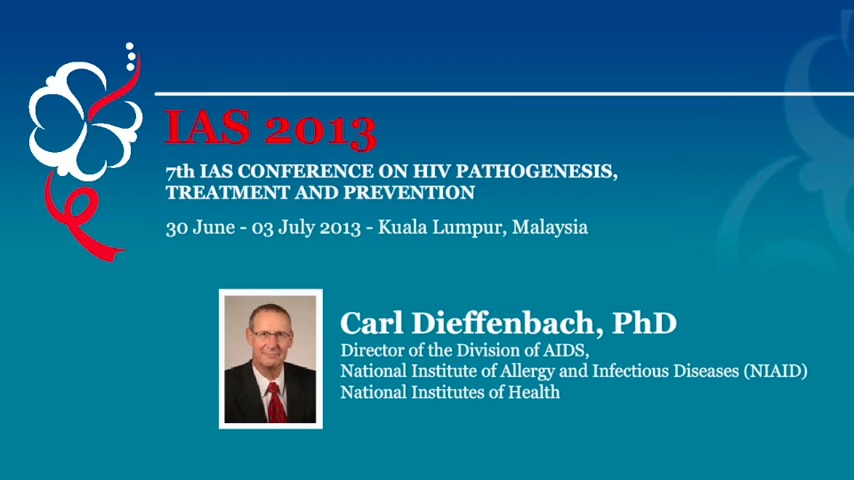 IAS 2013
7th IAS CONFERENCE ON HIV PATHOGENESIS,
TREATMENT AND PREVENTION
30 June - 03 July 2013 - Kuala Lumpur, Malaysia
Carl Dieffenbach, PhD
Director of the Division of AIDS,
National Institute of Allergy and Infectious Diseases (NIAID)
National Institutes of Health